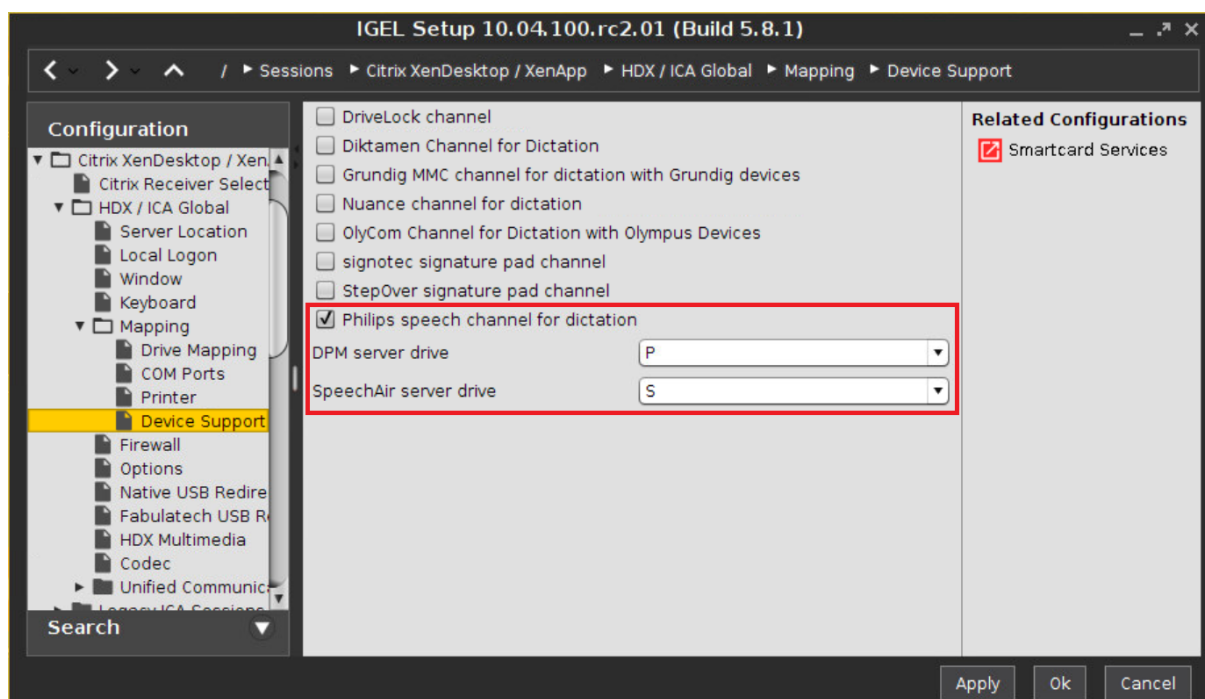 IGEL Setup 10.04.100.rc2.01 (Build 5.8.1)
/ ▸ Sessions ▸ Citrix XenDesktop / XenApp ▸ HDX / ICA Global ▸ Mapping ▸ Device Support
Configuration
Citrix XenDesktop / Xen
Citrix Receiver Select
HDX / ICA Global
Server Location
Local Logon
Window
Keyboard
Mapping
Drive Mapping
COM Ports
Printer
Device Support
Firewall
Options
Native USB Redire
Fabulatech USB R
HDX Multimedia
Codec
Unified Communic
Legacy ICA Sessions
Search
DriveLock channel
Diktamen Channel for Dictation
Grundig MMC channel for dictation with Grundig devices
Nuance channel for dictation
OlyCom Channel for Dictation with Olympus Devices
signotec signature pad channel
StepOver signature pad channel
Philips speech channel for dictation
DPM server drive P
SpeechAir server drive S
Related Configurations
Smartcard Services
Apply Ok Cancel